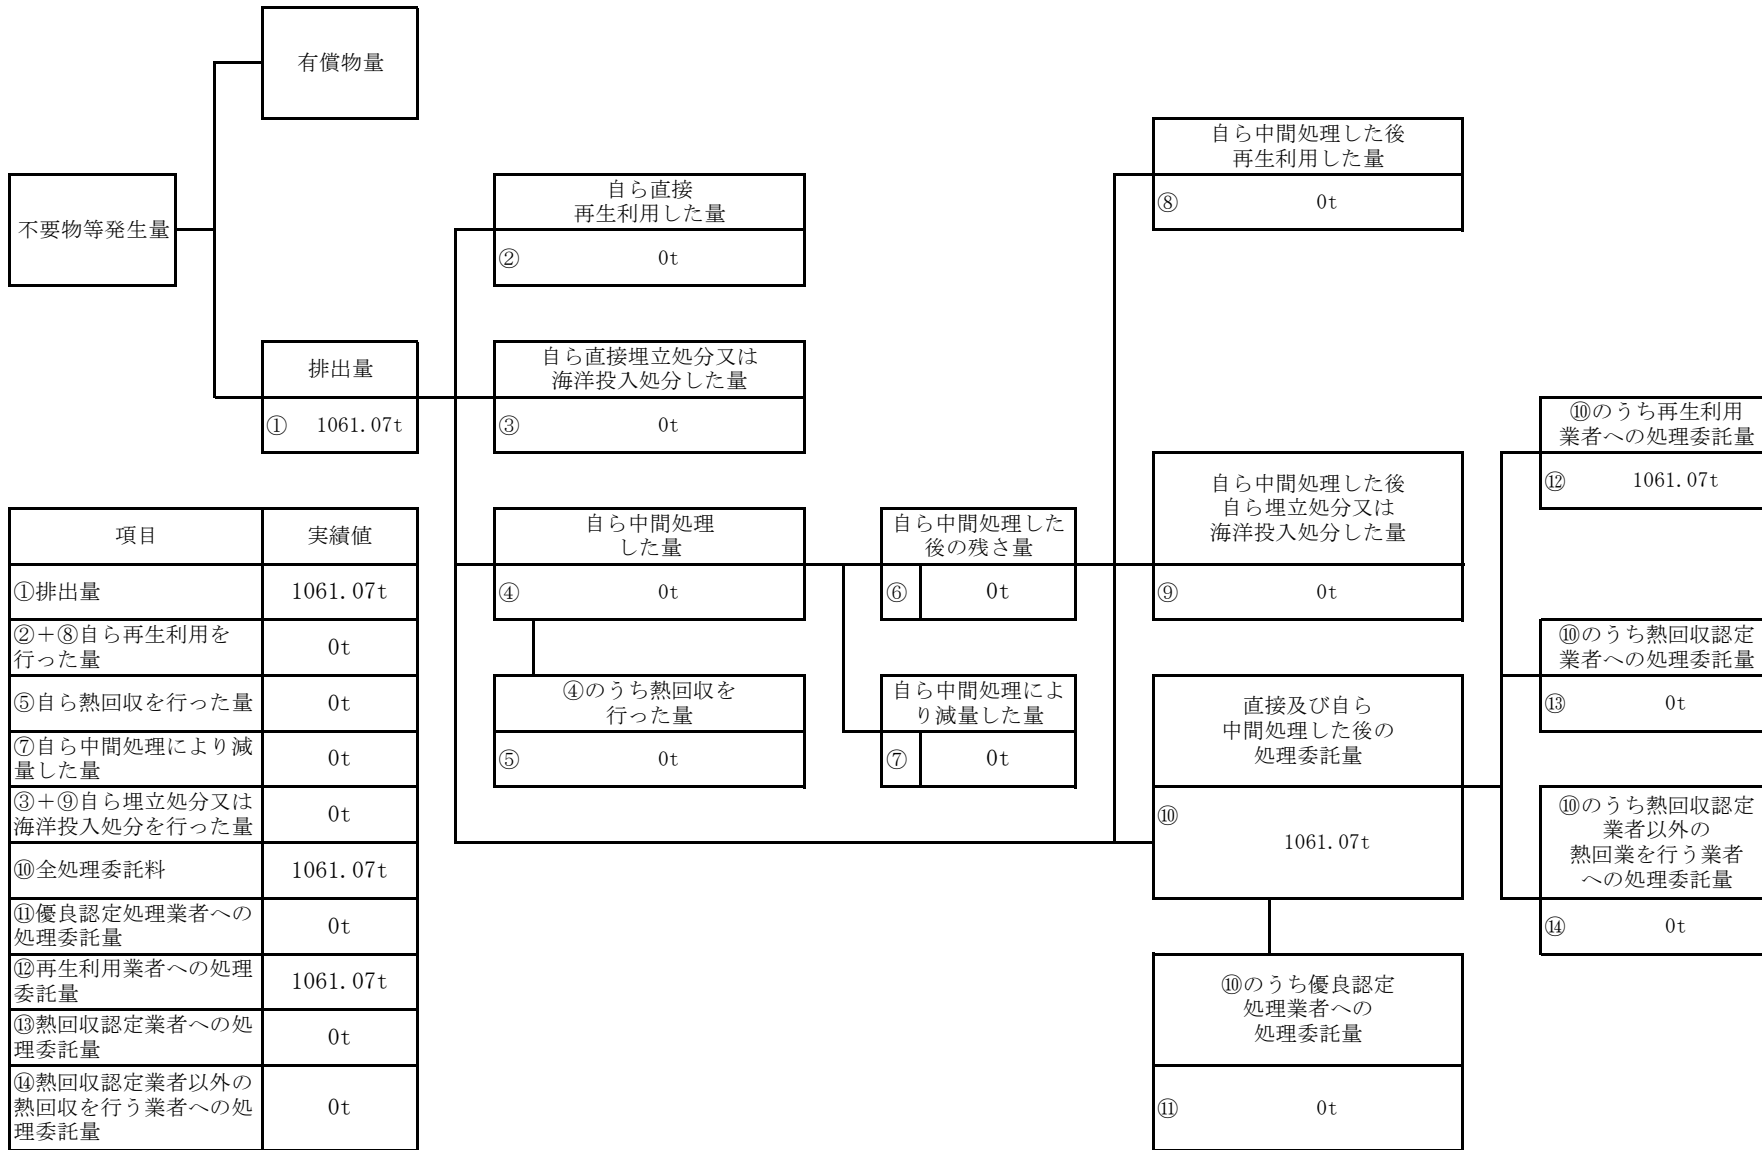 有償物量
不要物等発生量
排出量
① 1061.07t
自ら直接
再生利用した量
② 0t
自ら直接埋立処分又は
海洋投入処分した量
③ 0t
自ら中間処理
した量
④ 0t
④のうち熱回収を
行った量
⑤ 0t
自ら中間処理した
後の残さ量
⑥ 0t
自ら中間処理によ
り減量した量
⑦ 0t
自ら中間処理した後
再生利用した量
⑧ 0t
自ら中間処理した後
自ら埋立処分又は
海洋投入処分した量
⑨ 0t
直接及び自ら
中間処理した後の
処理委託量
⑩
1061.07t
⑩のうち優良認定
処理業者への
処理委託量
⑪ 0t
⑩のうち再生利用
業者への処理委託量
⑫ 1061.07t
⑩のうち熱回収認定
業者への処理委託量
⑬ 0t
⑩のうち熱回収認定
業者以外の
熱回業を行う業者
への処理委託量
⑭ 0t
項目 実績値
①排出量 1061.07t
②＋⑧自ら再生利用を
行った量 0t
⑤自ら熱回収を行った量 0t
⑦自ら中間処理により減
量した量 0t
③＋⑨自ら埋立処分又は
海洋投入処分を行った量 0t
⑩全処理委託料 1061.07t
⑪優良認定処理業者への
処理委託量 0t
⑫再生利用業者への処理
委託量 1061.07t
⑬熱回収認定業者への処
理委託量 0t
⑭熱回収認定業者以外の
熱回収を行う業者への処
理委託量 0t